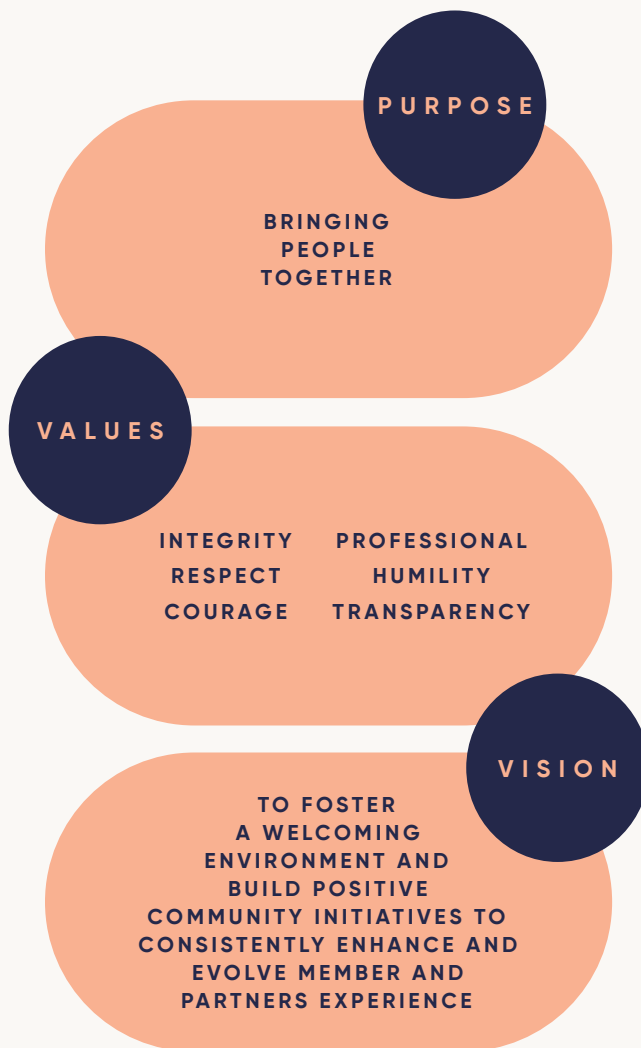 PURPOSE
BRINGING
PEOPLE
TOGETHER
VALUES
INTEGRITY PROFESSIONAL
RESPECT HUMILITY
COURAGE TRANSPARENCY
VISION
TO FOSTER
A WELCOMING
ENVIRONMENT AND
BUILD POSITIVE
COMMUNITY INITIATIVES TO
CONSISTENTLY ENHANCE AND
EVOLVE MEMBER AND
PARTNERS EXPERIENCE